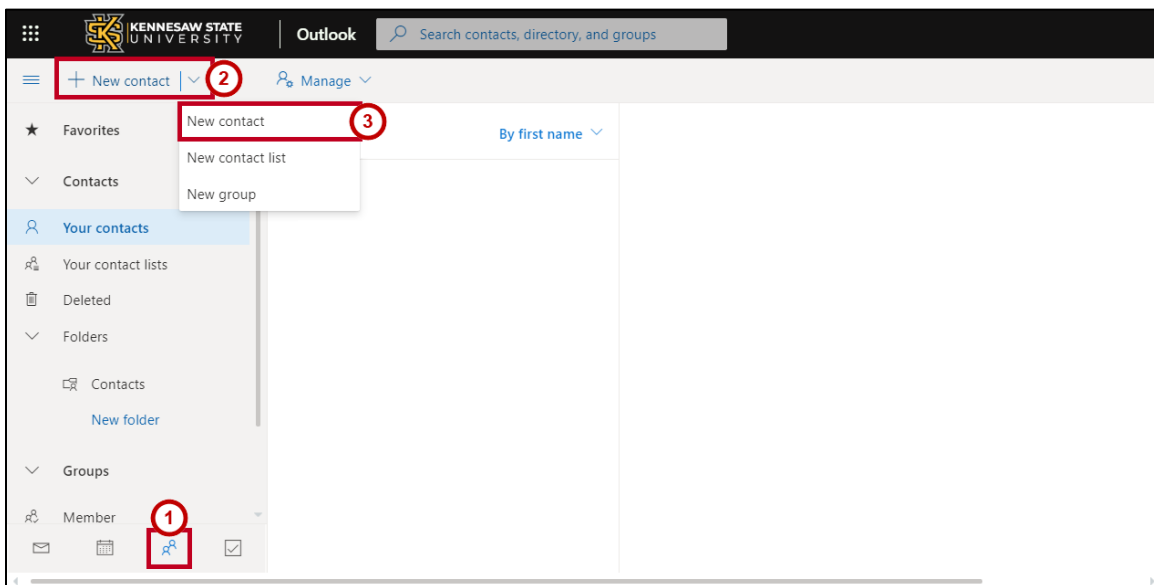 KENNESAW STATE
UNIVERSITY
Outlook
Search contacts, directory, and groups
New contact
2
Manage
Favorites
New contact
3
By first name
New contact list
Contacts
New group
Your contacts
Your contact lists
Deleted
Folders
Contacts
New folder
Groups
Member
1